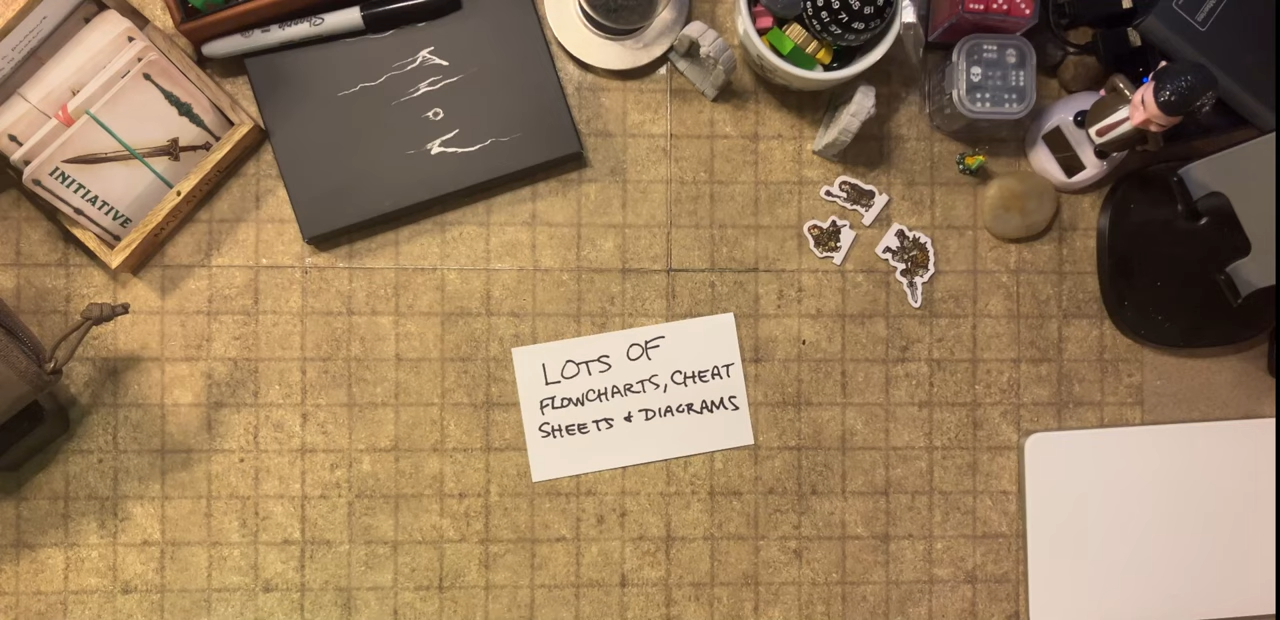 Sharpie
INITIATIVE
LOTS OF
FLOWCHARTS, CHEAT
SHEETS & DIAGRAMS